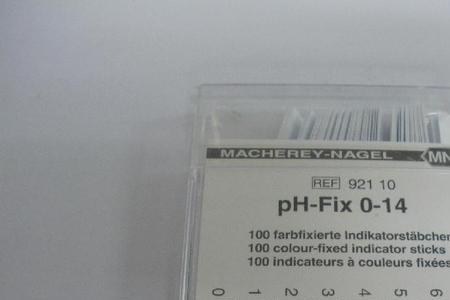 MACHEREY-NAGEL MN
REF 921 10
pH-Fix 0-14
100 farbfixierte Indikatorstäbchen
100 colour-fixed indicator sticks
100 indicateurs à couleurs fixées
0 1 2 3 4 5 6